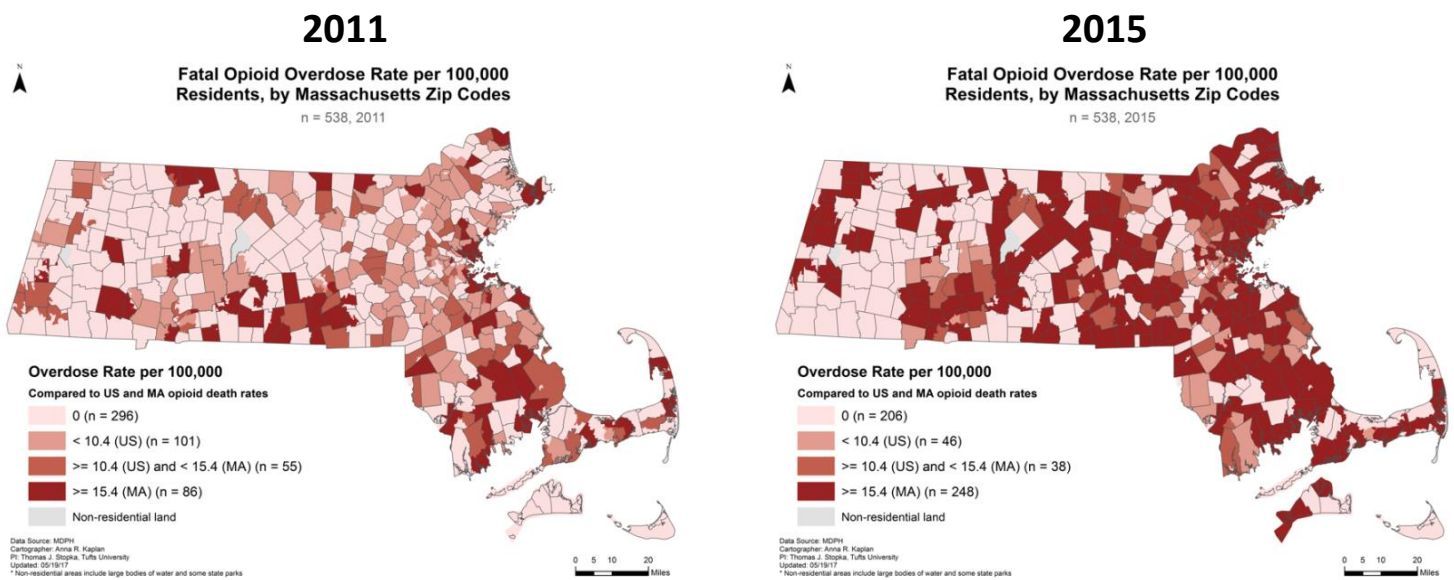 2011
N
Fatal Opioid Overdose Rate per 100,000
Residents, by Massachusetts Zip Codes
n = 538, 2011
Overdose Rate per 100,000
Compared to US and MA opioid death rates
0 (n = 296)
< 10.4 (US) (n = 101)
>= 10.4 (US) and < 15.4 (MA) (n = 55)
>= 15.4 (MA) (n = 86)
Non-residential land
Data Source: MDPH
Cartographer: Anna R. Kaplan
PI: Thomas J. Stopka, Tufts University
Updated: 05/19/17
* Non-residential areas include large bodies of water and some state parks
0 5 10 20
Miles
2015
N
Fatal Opioid Overdose Rate per 100,000
Residents, by Massachusetts Zip Codes
n = 538, 2015
Overdose Rate per 100,000
Compared to US and MA opioid death rates
0 (n = 206)
< 10.4 (US) (n = 46)
>= 10.4 (US) and < 15.4 (MA) (n = 38)
>= 15.4 (MA) (n = 248)
Non-residential land
Data Source: MDPH
Cartographer: Anna R. Kaplan
PI: Thomas J. Stopka, Tufts University
Updated: 05/19/17
* Non-residential areas include large bodies of water and some state parks
0 5 10 20
Miles